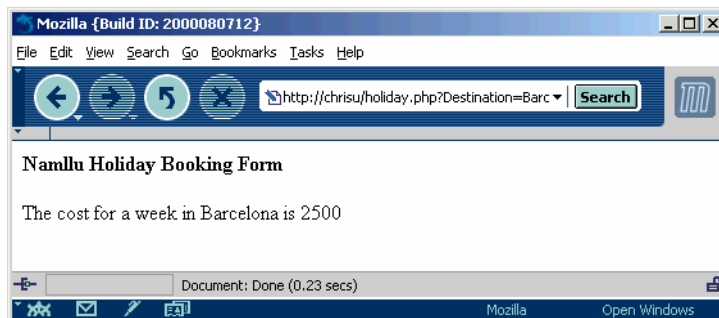 Mozilla {Build ID: 2000080712}
File Edit View Search Go Bookmarks Tasks Help
http://chrisu/holiday.php?Destination=Barc Search
Namllu Holiday Booking Form
The cost for a week in Barcelona is 2500
Document: Done (0.23 secs)
Mozilla Open Windows